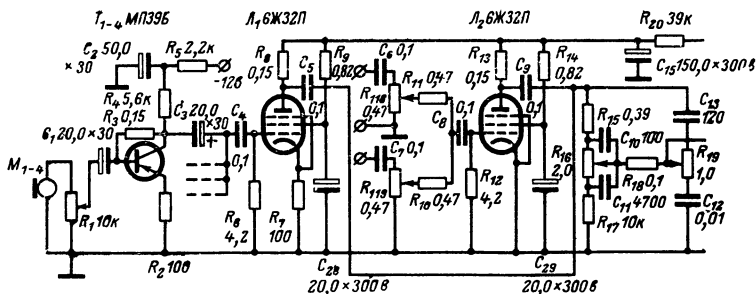 T₁₋₄ МП39Б
Л₁ 6Ж32П
Л₂ 6Ж32П
R₂₀ 39к
C₂ 50,0
× 30
R₅ 2,2к
-12в
R₈
0,15
R₉
0,82
C₅
0,1
C₆ 0,1
R₁₁ 0,47
R₁₁₈
0,47
R₁₃
0,15
C₉
0,1
R₁₄
0,82
C₁₅ 150,0 × 300в
R₄ 5,6к
R₃ 0,15
C₃ 20,0
× 30
+
C₄
0,1
C₁ 20,0 × 30
C₈
0,1
R₁₅ 0,39
C₁₀ 100
C₁₃
120
M₁₋₄
C₇ 0,1
R₁₁₉
0,47
R₁₀ 0,47
R₁₂
4,2
R₁₆
2,0
R₁₈ 0,1
C₁₁ 4700
R₁₉
1,0
R₁ 10к
R₂ 100
R₆
4,2
R₇
100
R₁₇ 10к
C₁₂
0,01
C₂₈
20,0 × 300в
C₂₉
20,0 × 300в